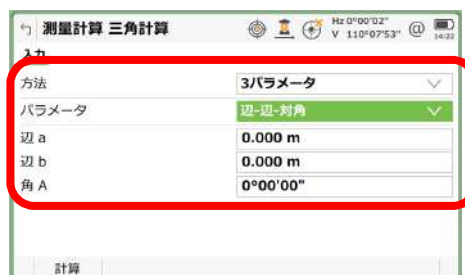 測量計算 三角計算
Hz 0°00'02"
V 110°07'53"
@
14:22
入力
方法 3パラメータ
パラメータ 辺-辺-対角
辺 a 0.000 m
辺 b 0.000 m
角 A 0°00'00"
計算